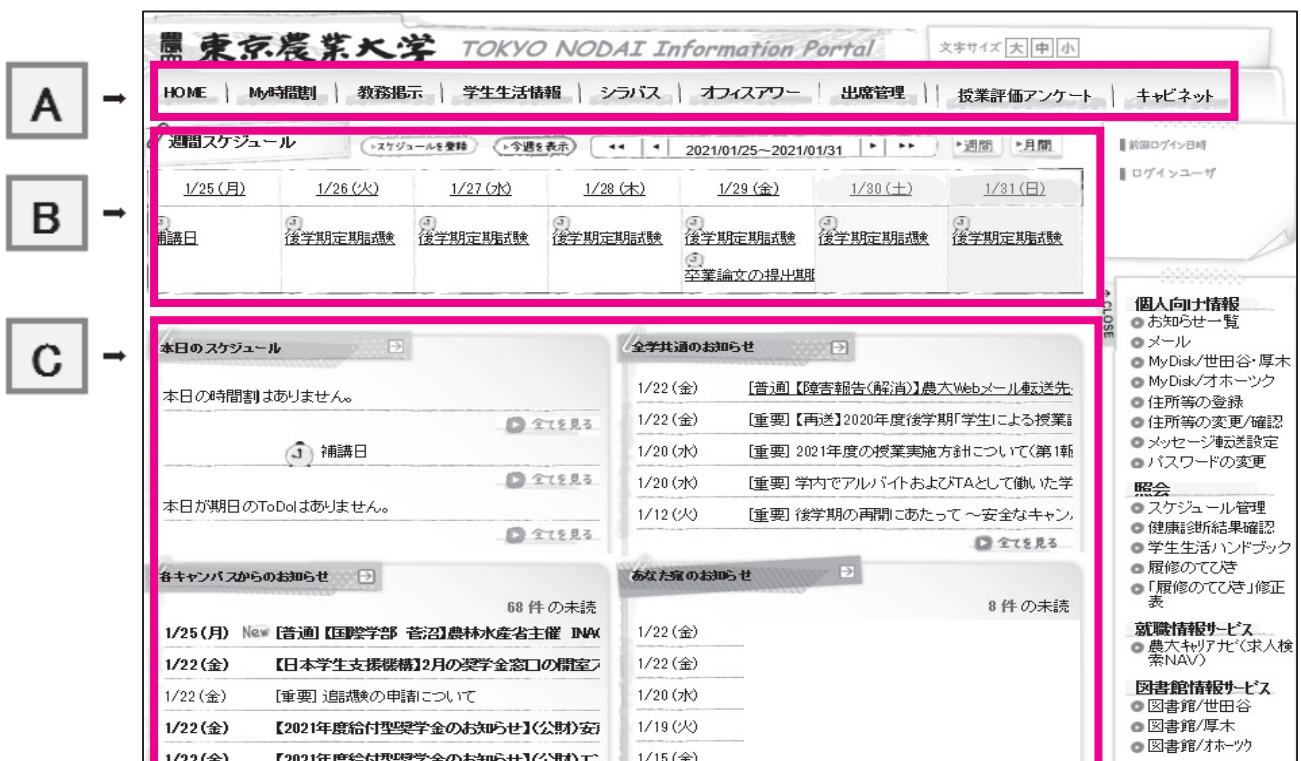 東京農業大学 TOKYO NODAI Information Portal 文字サイズ 大 中 小
A
HOME My時間割 教務掲示 学生生活情報 シラバス オフィスアワー 出席管理 授業評価アンケート キャビネット
B
週間スケジュール スケジュールを登録 今週を表示 2021/01/25～2021/01/31 週間 月間
1/25(月) 1/26(火) 1/27(水) 1/28(木) 1/29(金) 1/30(土) 1/31(日)
補講日 後学期定期試験 後学期定期試験 後学期定期試験 後学期定期試験 後学期定期試験 後学期定期試験
卒業論文の提出期
前回ログイン日時
ログインユーザ
C
本日のスケジュール
本日の時間割はありません。
全てを見る
補講日
全てを見る
本日が期日のToDoはありません。
全てを見る
全学共通のお知らせ
1/22(金) [普通]【障害報告(解消)】農大Webメール転送先
1/22(金) [重要]【再送】2020年度後学期「学生による授業
1/20(水) [重要] 2021年度の授業実施方針について(第1報
1/20(水) [重要] 学内でアルバイトおよびTAとして働いた学
1/12(火) [重要] 後学期の再開にあたって ～安全なキャン
全てを見る
各キャンパスからのお知らせ
68 件の未読
1/25(月) New [普通]【国際学部 菅沼】農林水産省主催 INAC
1/22(金) 【日本学生支援機構】2月の奨学金窓口の開室
1/22(金) [重要] 追試験の申請について
1/22(金) 【2021年度給付型奨学金のお知らせ】(公財)安
1/22(金) 【2021年度給付型奨学金のお知らせ】(公財)
あなた宛のお知らせ
8 件の未読
1/22(金)
1/22(金)
1/20(水)
1/19(火)
1/15(金)
CLOSE
個人向け情報
お知らせ一覧
メール
MyDisk/世田谷・厚木
MyDisk/オホーツク
住所等の登録
住所等の変更/確認
メッセージ転送設定
パスワードの変更
照会
スケジュール管理
健康診断結果確認
学生生活ハンドブック
履修のてびき
「履修のてびき」修正
表
就職情報サービス
農大キャリアナビ(求人検
索NAV)
図書館情報サービス
図書館/世田谷
図書館/厚木
図書館/オホーツク